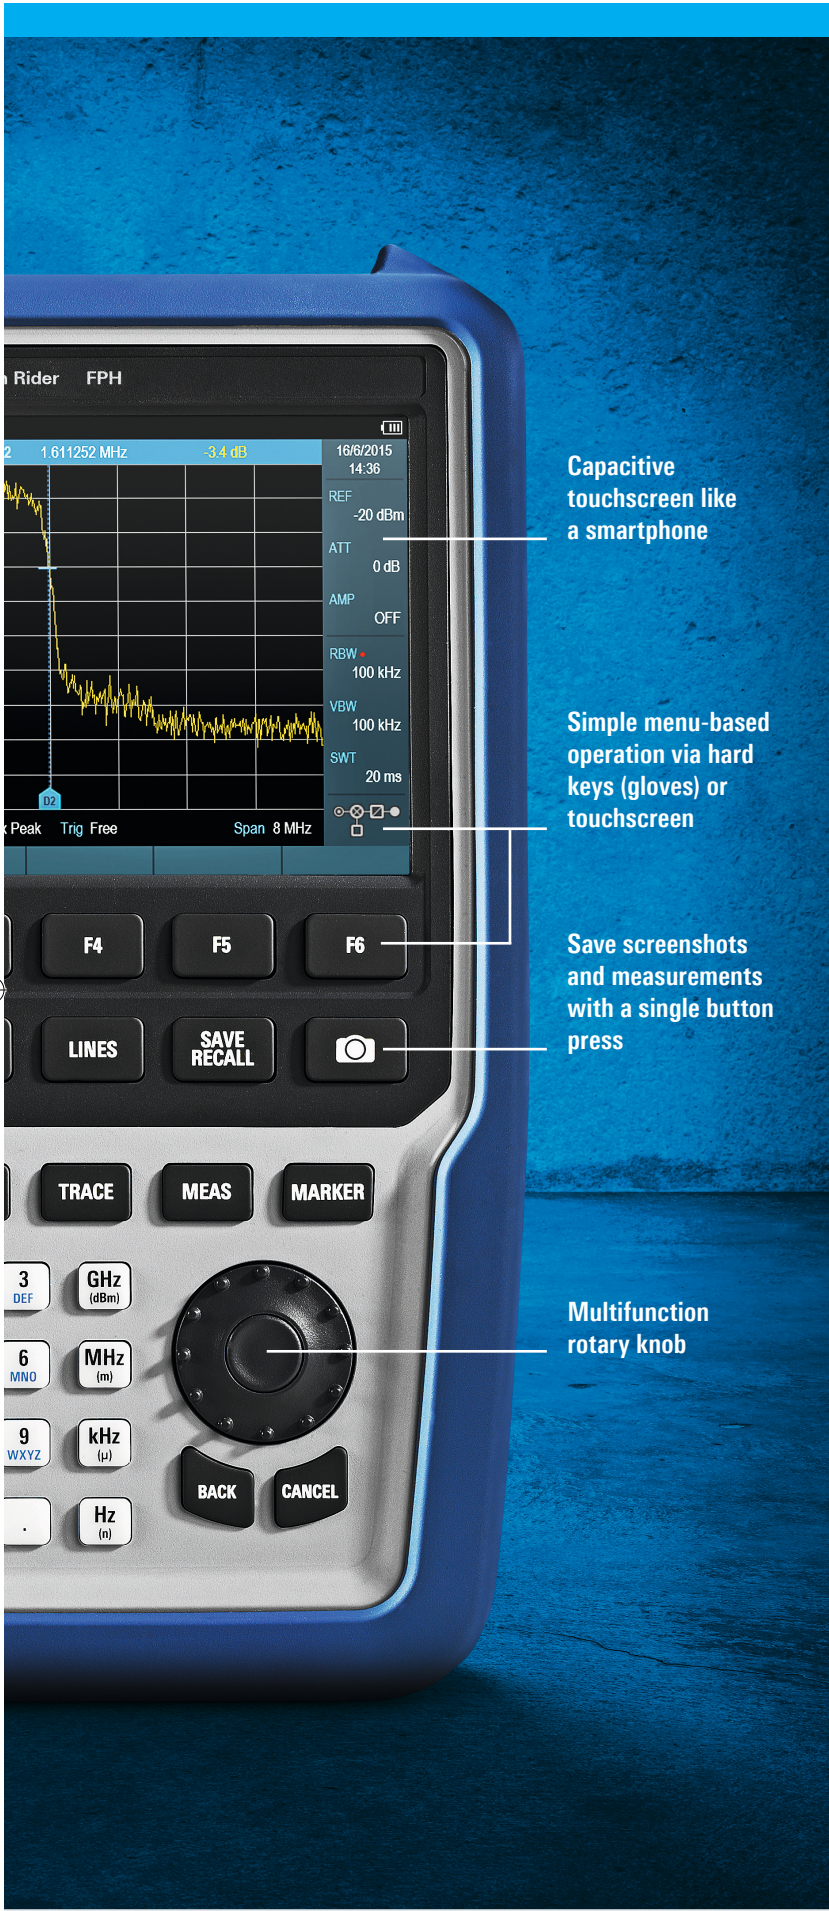 Rider FPH
2 1.611252 MHz -3.4 dB
16/6/2015
14:36
REF
-20 dBm
ATT
0 dB
AMP
OFF
RBW
100 kHz
VBW
100 kHz
SWT
20 ms
D2
Peak Trig Free Span 8 MHz
F4 F5 F6
LINES SAVE
RECALL
TRACE MEAS MARKER
3
DEF
GHz
(dBm)
6
MNO
MHz
(m)
9
WXYZ
kHz
(µ)
.
Hz
(n)
BACK CANCEL
Capacitive
touchscreen like
a smartphone
Simple menu-based
operation via hard
keys (gloves) or
touchscreen
Save screenshots
and measurements
with a single button
press
Multifunction
rotary knob